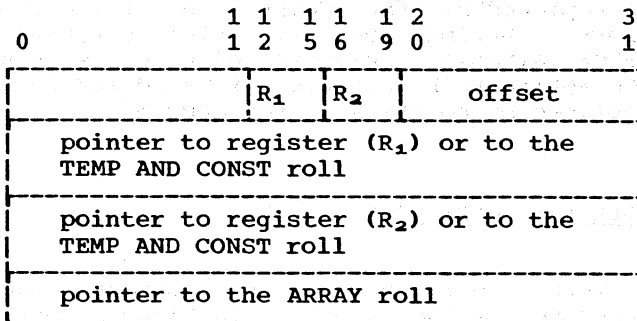 1 1 1 1 1 2 3
0 1 2 5 6 9 0 1
R₁ R₂ offset
pointer to register (R₁) or to the
TEMP AND CONST roll
pointer to register (R₂) or to the
TEMP AND CONST roll
pointer to the ARRAY roll